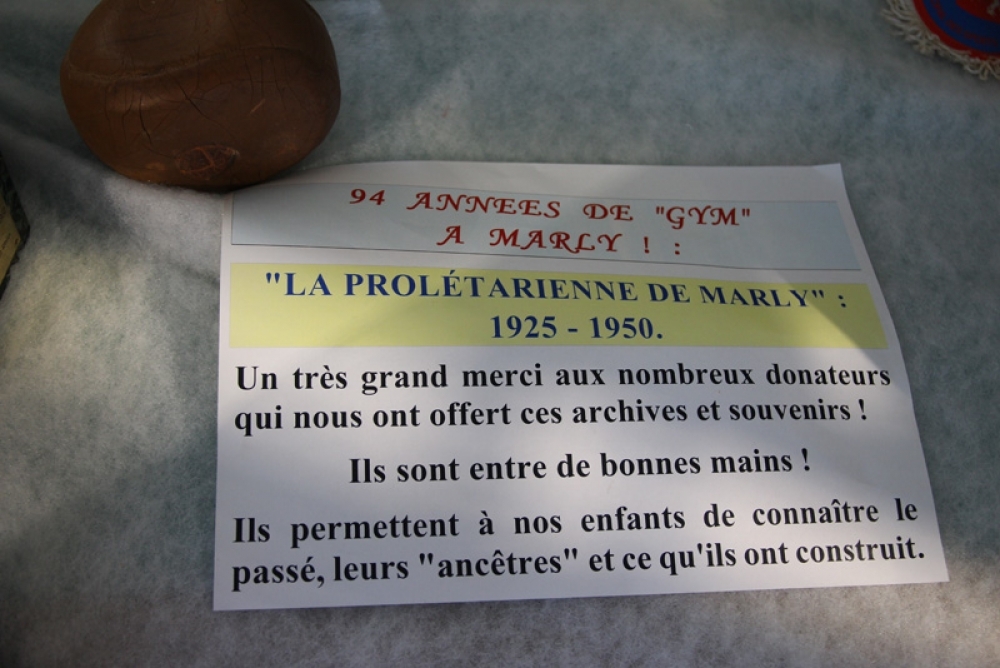 94 ANNEES DE "GYM"
A MARLY ! :
"LA PROLÉTARIENNE DE MARLY" :
1925 - 1950.
Un très grand merci aux nombreux donateurs
qui nous ont offert ces archives et souvenirs !
Ils sont entre de bonnes mains !
Ils permettent à nos enfants de connaître le
passé, leurs "ancêtres" et ce qu'ils ont construit.